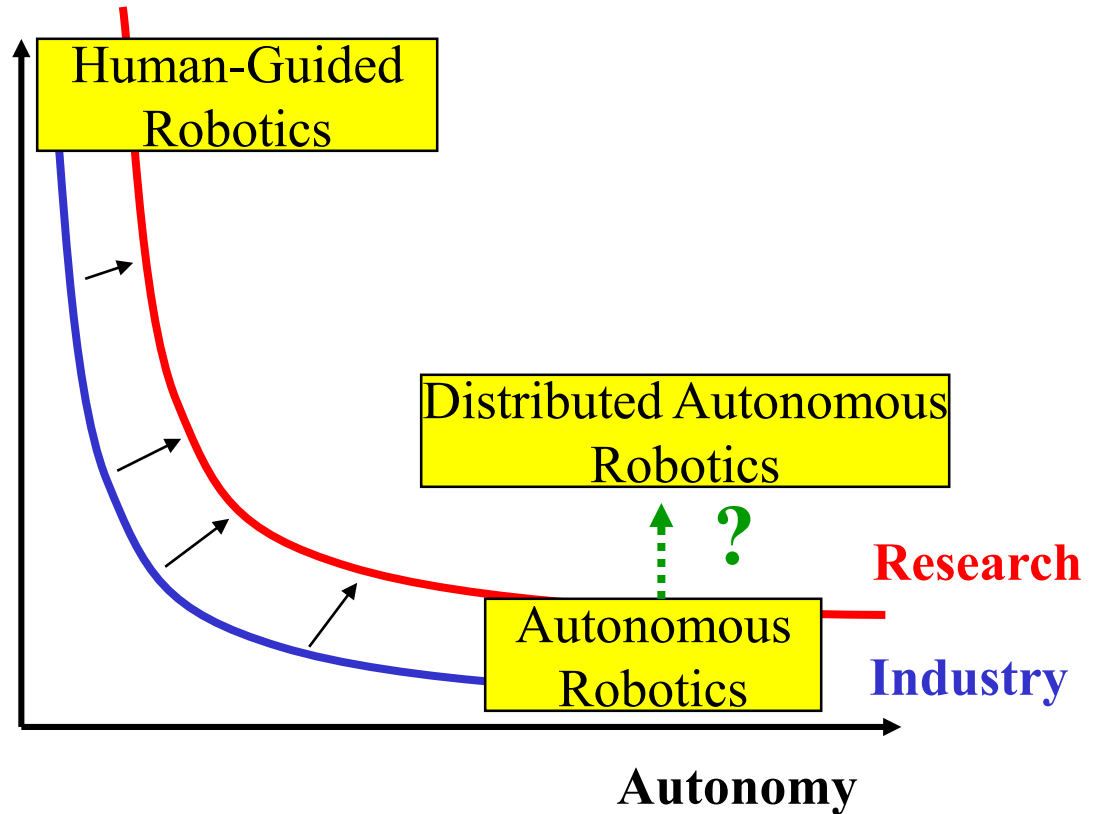 Human-Guided
Robotics
Distributed Autonomous
Robotics
?
Research
Autonomous
Robotics
Industry
Autonomy